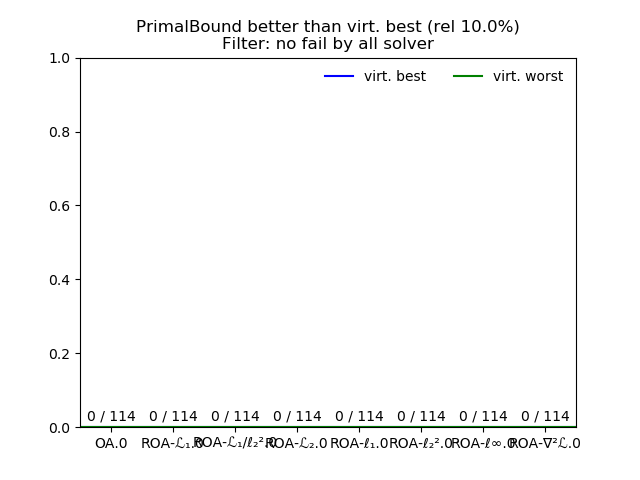 PrimalBound better than virt. best (rel 10.0%)
Filter: no fail by all solver
1.0
virt. best virt. worst
0.8
0.6
0.4
0.2
0 / 114 0 / 114 0 / 114 0 / 114 0 / 114 0 / 114 0 / 114 0 / 114
0.0
OA.0 ROA-ℒ₁.0 ROA-ℒ₁/ℓ₂².0 ROA-ℒ₂.0 ROA-ℓ₁.0 ROA-ℓ₂².0 ROA-ℓ∞.0 ROA-∇²ℒ.0